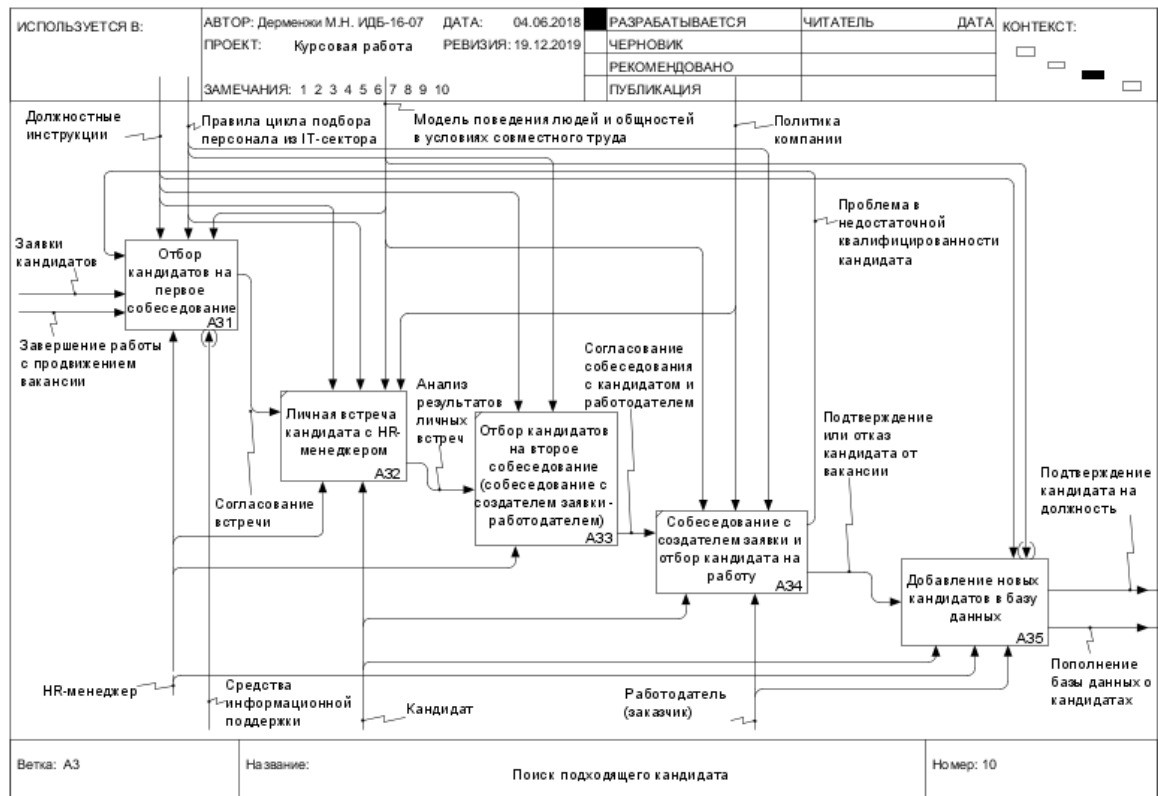 ИСПОЛЬЗУЕТСЯ В:
АВТОР: Дерменжи М.Н. ИДБ-16-07
ДАТА: 04.06.2018
ПРОЕКТ: Курсовая работа
РЕВИЗИЯ: 19.12.2019
ЗАМЕЧАНИЯ: 1 2 3 4 5 6 7 8 9 10
РАЗРАБАТЫВАЕТСЯ
ЧЕРНОВИК
РЕКОМЕНДОВАНО
ПУБЛИКАЦИЯ
ЧИТАТЕЛЬ ДАТА
КОНТЕКСТ:
Должностные
инструкции
Правила цикла подбора
персонала из IT-сектора
Модель поведения людей и общностей
в условиях совместного труда
Политика
компании
Проблема в
недостаточной
квалифицированности
кандидата
Заявки
кандидатов
Отбор
кандидатов на
первое
собеседование
А31
Завершение работы
с продвижением
вакансии
Личная встреча
кандидата с HR-
менеджером
А32
Согласование
встречи
Анализ
результатов
личных
встреч
Отбор кандидатов
на второе
собеседование
(собеседование с
создателем заявки -
работодателем)
А33
Согласование
собеседования
с кандидатом и
работодателем
Собеседование с
создателем заявки и
отбор кандидата на
работу
А34
Подтверждение
или отказ
кандидата от
вакансии
Добавление новых
кандидатов в базу
данных
А35
Подтверждение
кандидата на
должность
Пополнение
базы данных о
кандидатах
HR-менеджер
Средства
информационной
поддержки
Кандидат
Работодатель
(заказчик)
Ветка: А3
Название:
Поиск подходящего кандидата
Номер: 10